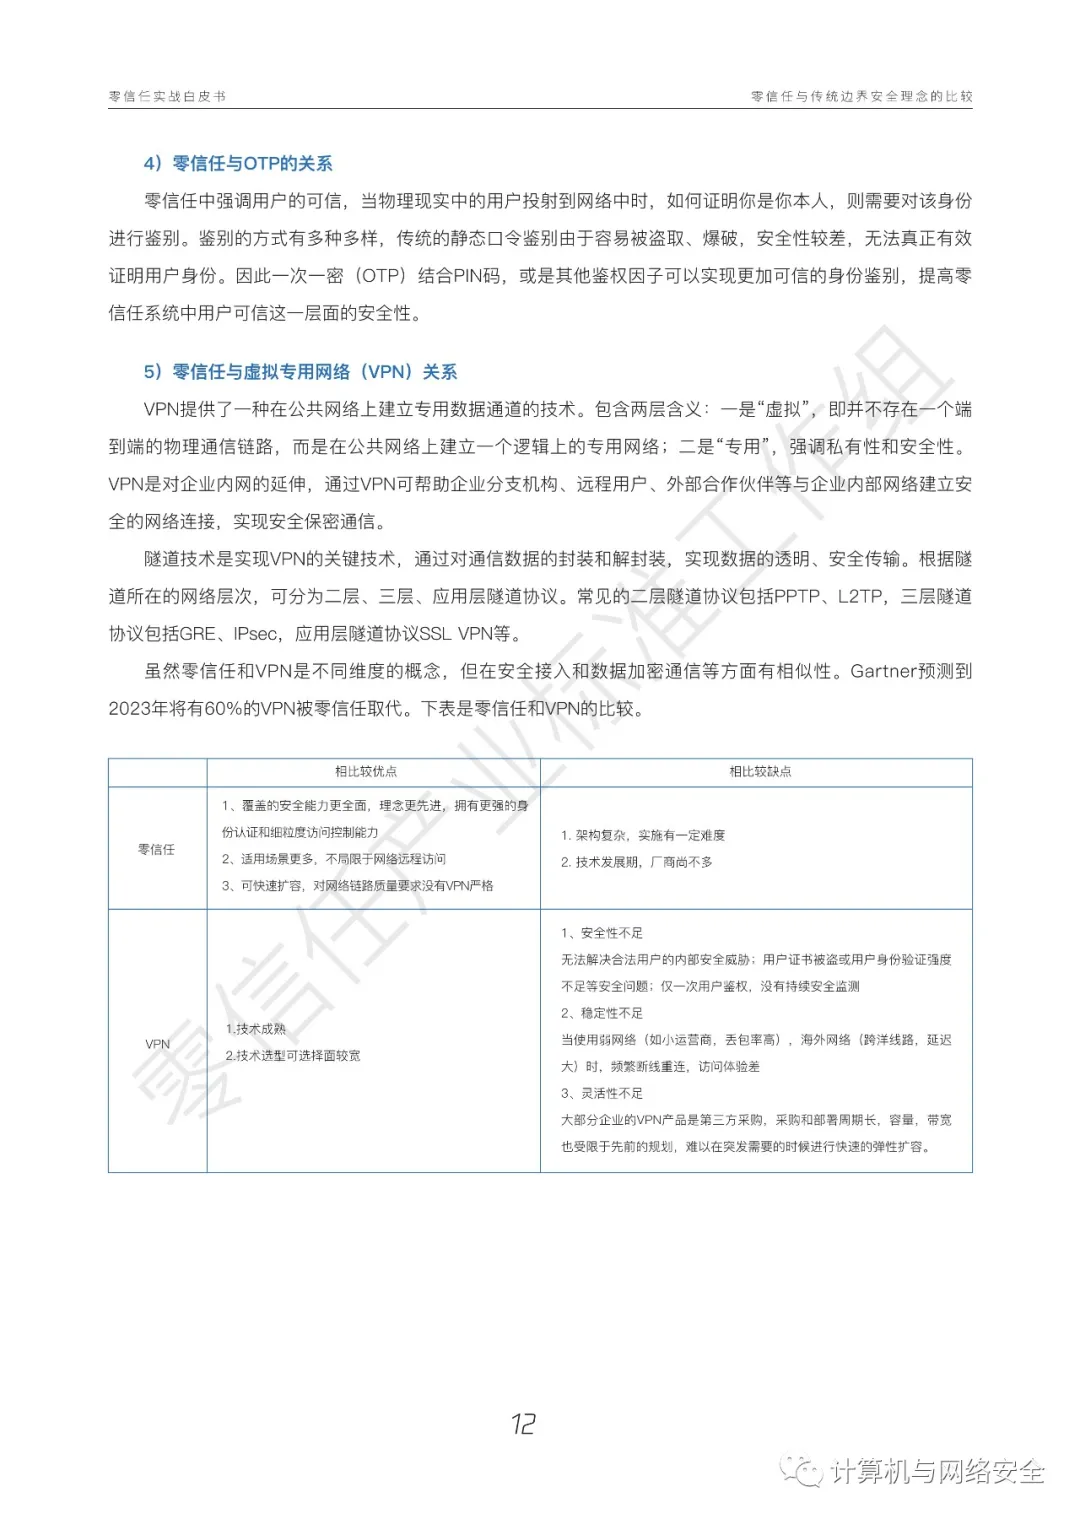 零信任实战白皮书
零信任与传统边界安全理念的比较
4）零信任与OTP的关系
零信任中强调用户的可信，当物理现实中的用户投射到网络中时，如何证明你是你本人，则需要对该身份
进行鉴别。鉴别的方式有多种多样，传统的静态口令鉴别由于容易被盗取、爆破，安全性较差，无法真正有效
证明用户身份。因此一次一密（OTP）结合PIN码，或是其他鉴权因子可以实现更加可信的身份鉴别，提高零
信任系统中用户可信这一层面的安全性。
5）零信任与虚拟专用网络（VPN）关系
VPN提供了一种在公共网络上建立专用数据通道的技术。包含两层含义：一是“虚拟”，即并不存在一个端
到端的物理通信链路，而是在公共网络上建立一个逻辑上的专用网络；二是“专用”，强调私有性和安全性。
VPN是对企业内网的延伸，通过VPN可帮助企业分支机构、远程用户、外部合作伙伴等与企业内部网络建立安
全的网络连接，实现安全保密通信。
隧道技术是实现VPN的关键技术，通过对通信数据的封装和解封装，实现数据的透明、安全传输。根据隧
道所在的网络层次，可分为二层、三层、应用层隧道协议。常见的二层隧道协议包括PPTP、L2TP，三层隧道
协议包括GRE、IPsec，应用层隧道协议SSL VPN等。
虽然零信任和VPN是不同维度的概念，但在安全接入和数据加密通信等方面有相似性。Gartner预测到
2023年将有60%的VPN被零信任取代。下表是零信任和VPN的比较。
相比较优点
相比较缺点
零信任
1、覆盖的安全能力更全面，理念更先进，拥有更强的身
份认证和细粒度访问控制能力
2、适用场景更多，不局限于网络远程访问
3、可快速扩容，对网络链路质量要求没有VPN严格
1. 架构复杂，实施有一定难度
2. 技术发展期，厂商尚不多
VPN
1.技术成熟
2.技术选型可选择面较宽
1、安全性不足
无法解决合法用户的内部安全威胁；用户证书被盗或用户身份验证强度
不足等安全问题；仅一次用户鉴权，没有持续安全监测
2、稳定性不足
当使用弱网络（如小运营商，丢包率高），海外网络（跨洋线路，延迟
大）时，频繁断线重连，访问体验差
3、灵活性不足
大部分企业的VPN产品是第三方采购，采购和部署周期长，容量，带宽
也受限于先前的规划，难以在突发需要的时候进行快速的弹性扩容。
零信任产业标准工作组
12
计算机与网络安全